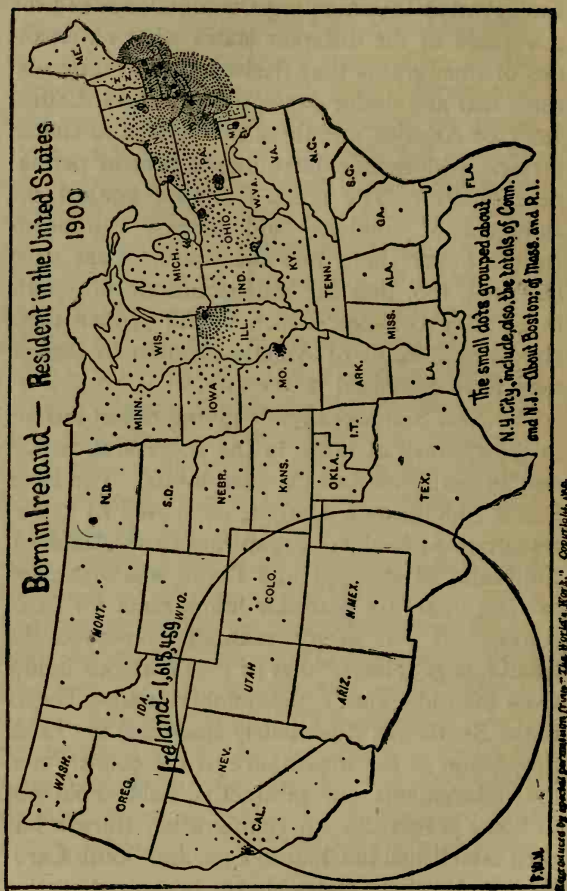 Born in Ireland — Resident in the United States
1900
ME.
WASH.
MONT.
N.D.
MINN.
WIS.
MICH.
OREG.
IDA.
WYO.
S.D.
IOWA
ILL.
IND.
OHIO
PA.
W.VA.
VA.
MD.
NEV.
UTAH
COLO.
NEBR.
KANS.
MO.
KY.
CAL.
ARIZ.
N.MEX.
OKLA.
I.T.
ARK.
TENN.
N.C.
S.C.
TEX.
LA.
MISS.
ALA.
GA.
FLA.
Ireland-1,615,459
The small dots grouped about
N.Y. City, include, also, the totals of Conn.
and N.J. — About Boston; of Mass. and R.I.
Reproduced by special permission from "The World's Work." Copyright, 1903.